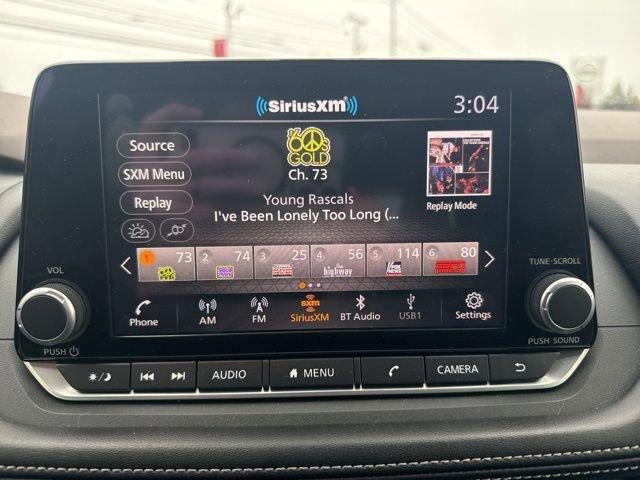 SiriusXM
3:04
Source
SXM Menu
Replay
'60s
GOLD
Ch. 73
Young Rascals
I've Been Lonely Too Long (...
Replay Mode
1 73
2 74
3 25
4 56
the highway
5 114
FOX NEWS
6 80
Phone
AM
FM
SiriusXM
BT Audio
USB1
Settings
VOL
PUSH
TUNE·SCROLL
PUSH SOUND
AUDIO
MENU
CAMERA